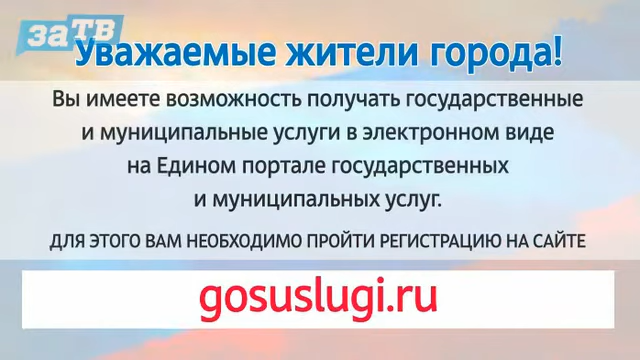 заТВ
Уважаемые жители города!
Вы имеете возможность получать государственные
и муниципальные услуги в электронном виде
на Едином портале государственных
и муниципальных услуг.
ДЛЯ ЭТОГО ВАМ НЕОБХОДИМО ПРОЙТИ РЕГИСТРАЦИЮ НА САЙТЕ
gosuslugi.ru